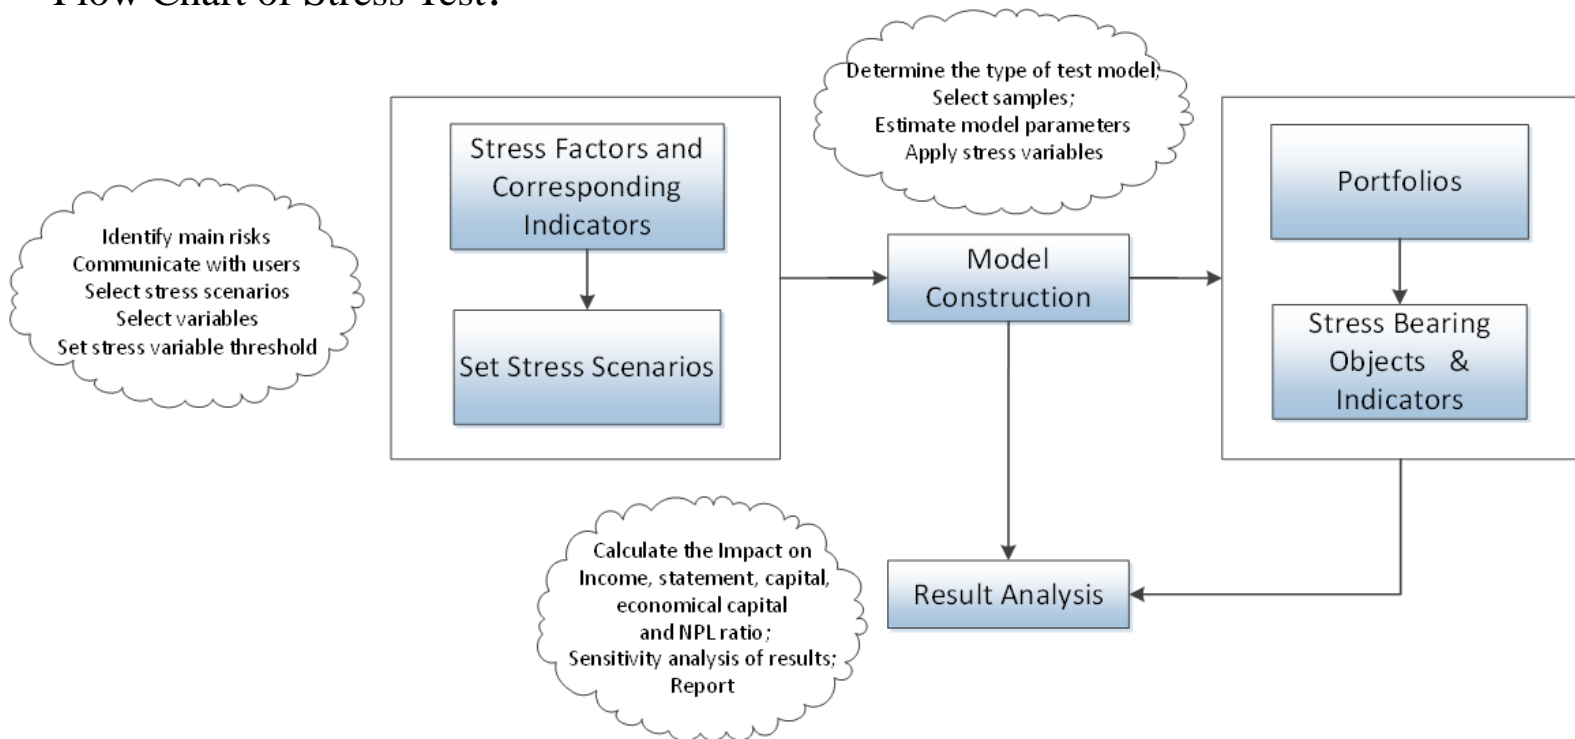 Flow Chart of Stress Test:
Determine the type of test model;
Select samples;
Estimate model parameters
Apply stress variables
Stress Factors and
Corresponding
Indicators
Portfolios
Identify main risks
Communicate with users
Select stress scenarios
Select variables
Set stress variable threshold
Model
Construction
Set Stress Scenarios
Stress Bearing
Objects &
Indicators
Calculate the Impact on
Income, statement, capital,
economical capital
and NPL ratio;
Sensitivity analysis of results;
Report
Result Analysis